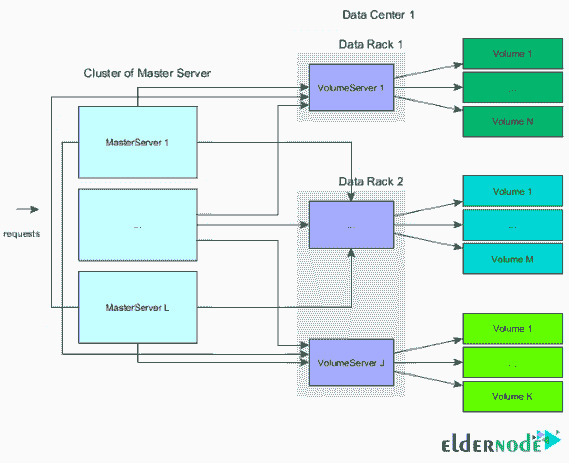 Data Center 1
Data Rack 1
Cluster of Master Server
VolumeServer 1
Volume 1
...
Volume N
MasterServer 1
...
MasterServer L
requests
Data Rack 2
...
Volume 1
...
Volume M
VolumeServer J
Volume 1
...
Volume K
eldernode